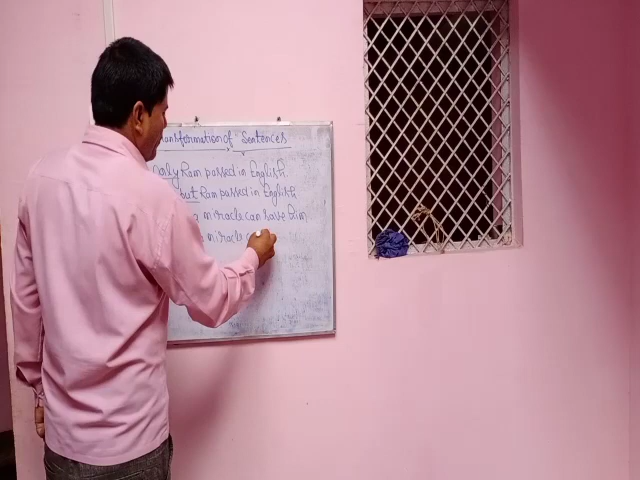 Transformation of Sentences
Only Ram passed in English.
but Ram passed in English.
a miracle can save him
a miracle c